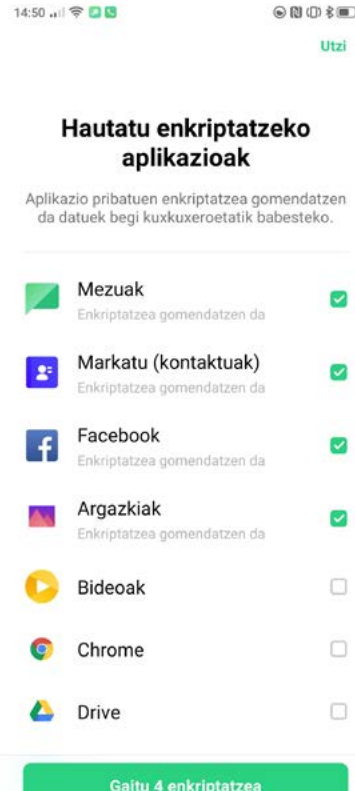 14:50
Utzi
Hautatu enkriptatzeko
aplikazioak
Aplikazio pribatuen enkriptatzea gomendatzen
da datuek begi kuxkuxeroetatik babesteko.
Mezuak
Enkriptatzea gomendatzen da
Markatu (kontaktuak)
Enkriptatzea gomendatzen da
Facebook
Enkriptatzea gomendatzen da
Argazkiak
Enkriptatzea gomendatzen da
Bideoak
Chrome
Drive
Gaitu 4 enkriptatzea